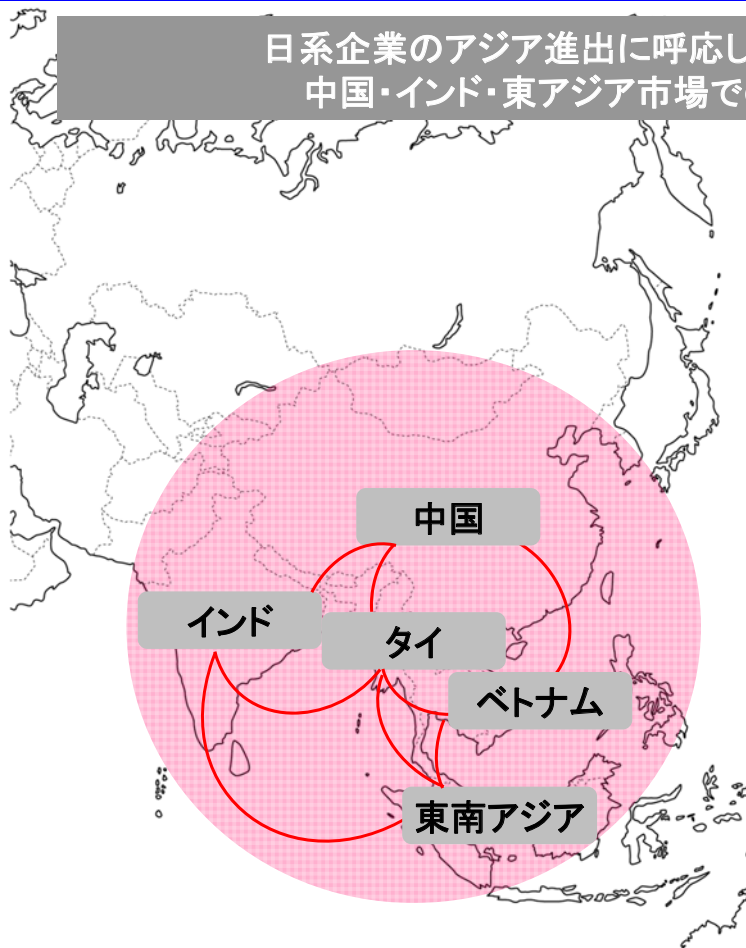 日系企業のアジア進出に呼応し
中国・インド・東アジア市場で
中国
インド
タイ
ベトナム
東南アジア